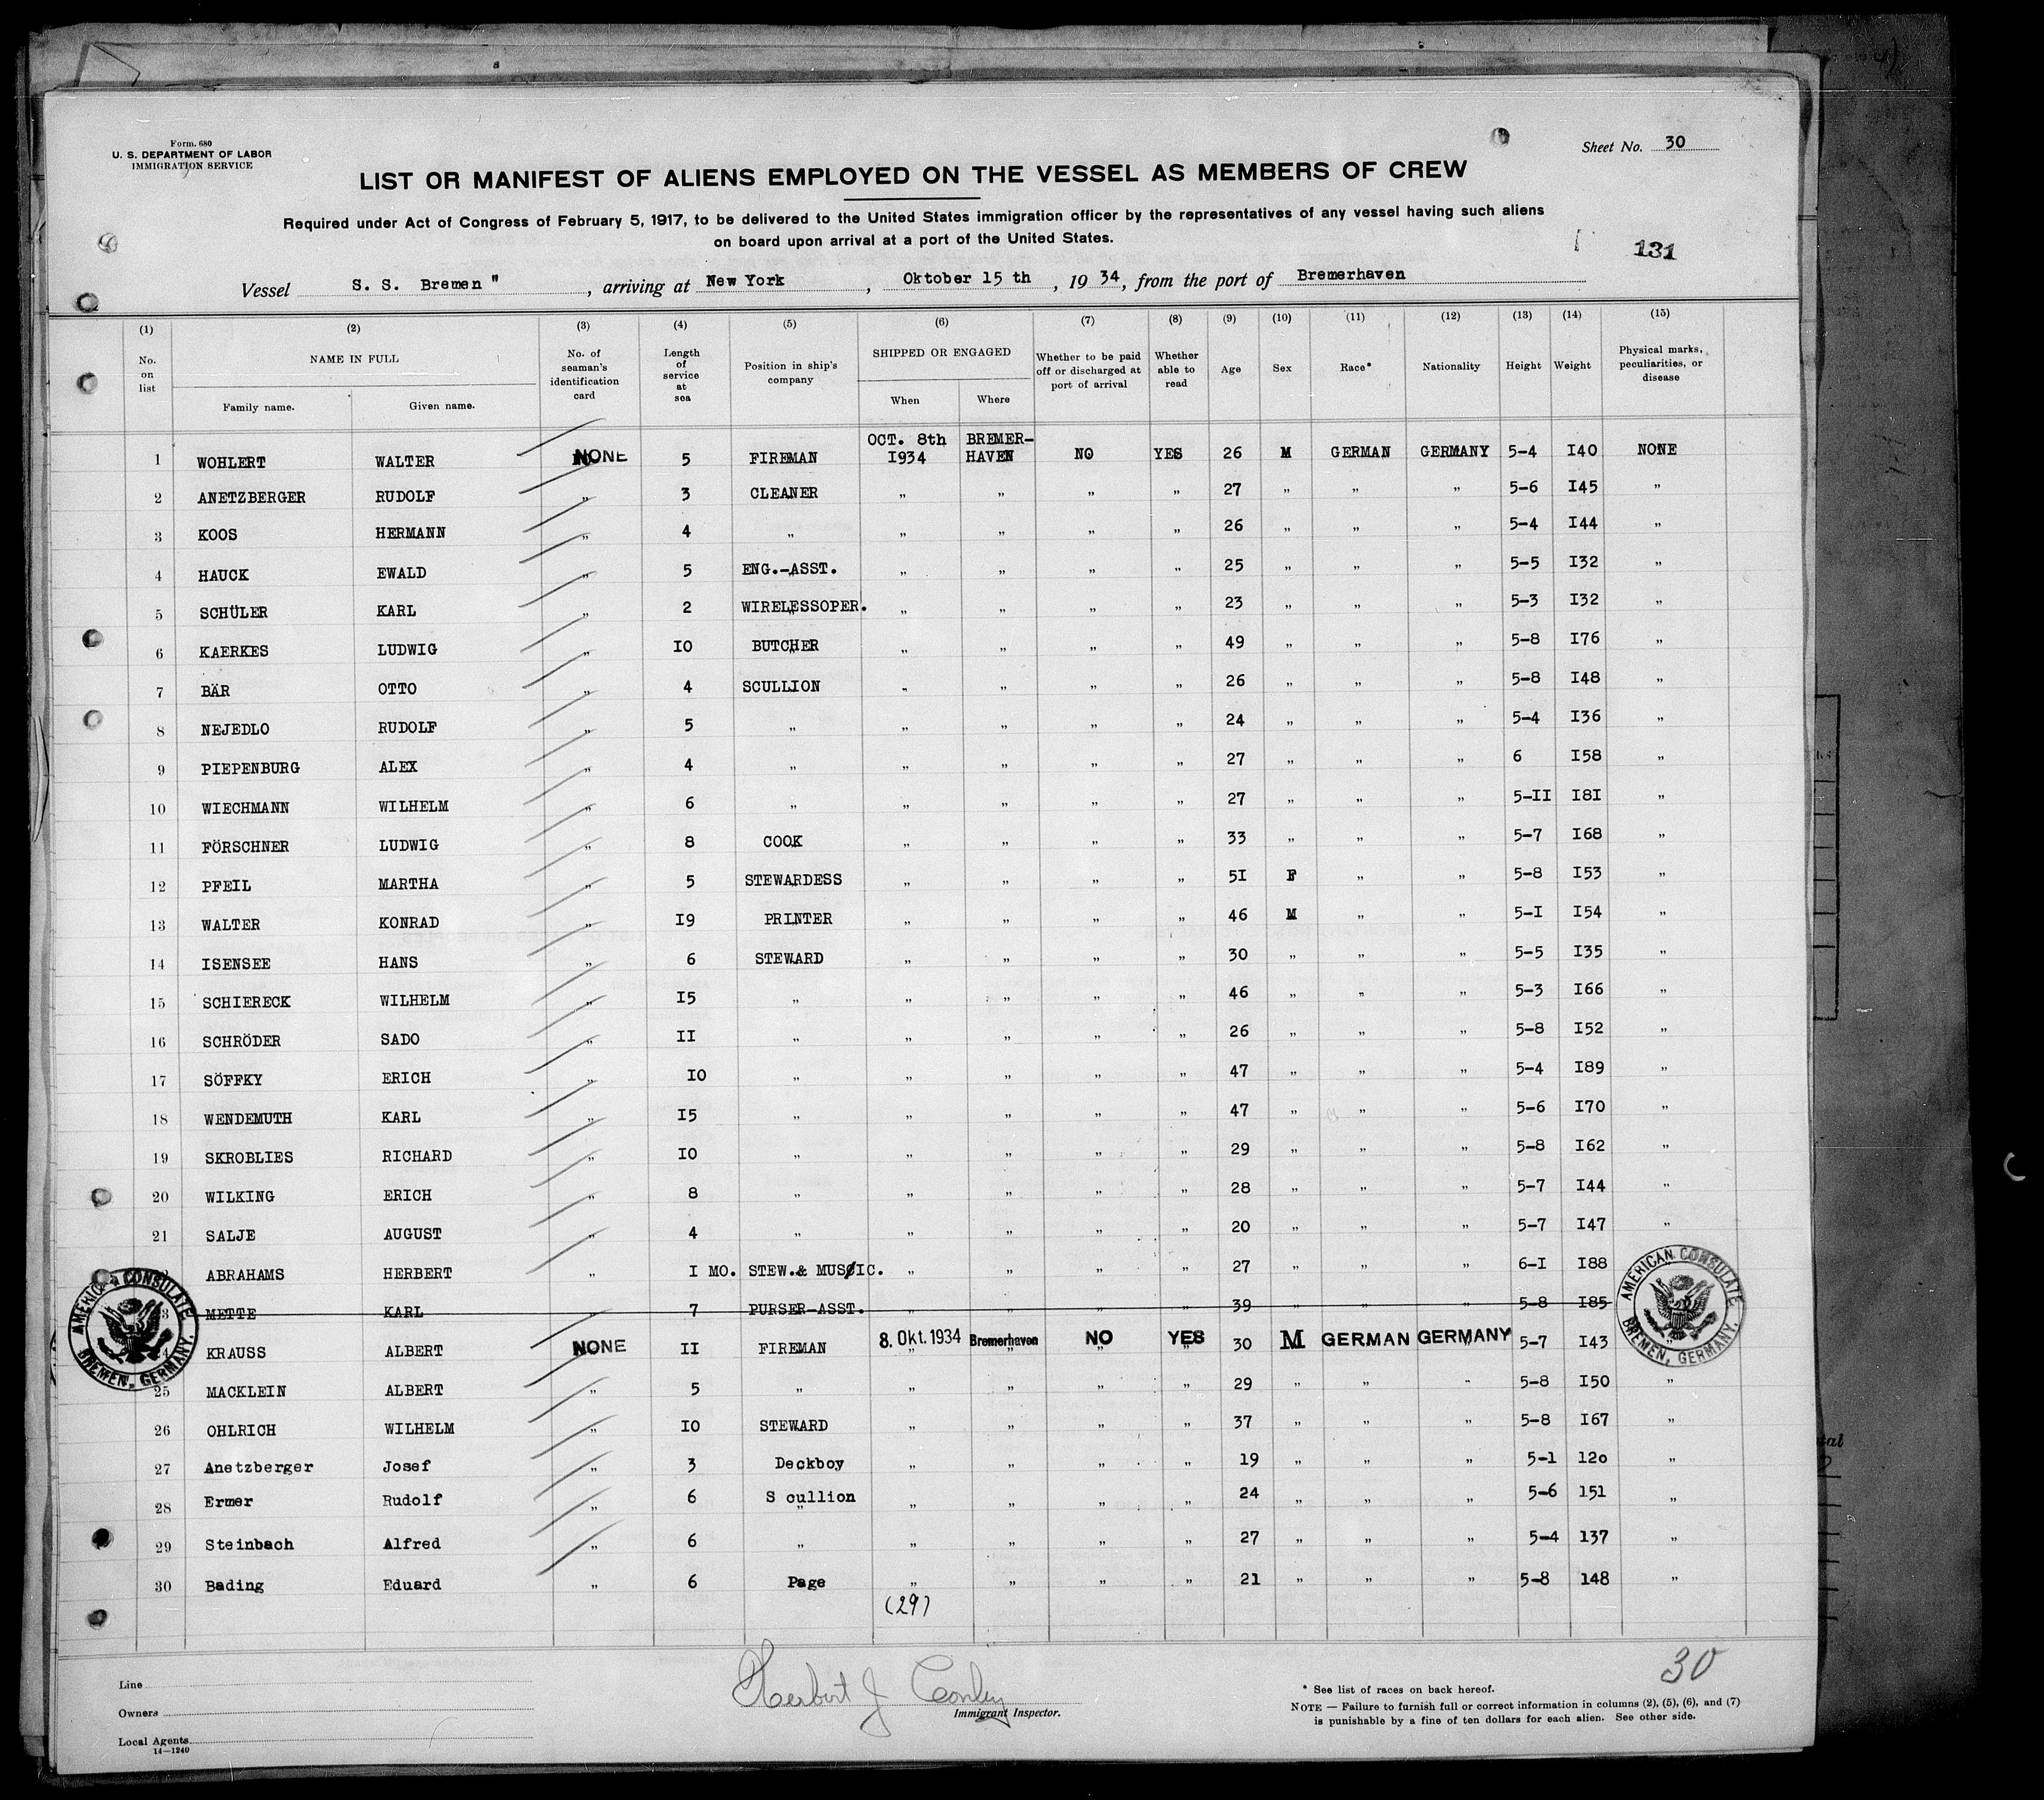 Form. 680
U. S. DEPARTMENT OF LABOR
IMMIGRATION SERVICE
Sheet No. 30
LIST OR MANIFEST OF ALIENS EMPLOYED ON THE VESSEL AS MEMBERS OF CREW
Required under Act of Congress of February 5, 1917, to be delivered to the United States immigration officer by the representatives of any vessel having such aliens
on board upon arrival at a port of the United States.
131
Vessel S. S. Bremen " , arriving at New York , Oktober 15 th , 19 34, from the port of Bremerhaven
(1) (2) (3) (4) (5) (6) (7) (8) (9) (10) (11) (12) (13) (14) (15)
No. on list NAME IN FULL Family name. Given name. No. of seaman's identification card Length of service at sea Position in ship's company SHIPPED OR ENGAGED When Where Whether to be paid off or discharged at port of arrival Whether able to read Age Sex Race* Nationality Height Weight Physical marks, peculiarities, or disease
1 WOHLERT WALTER NONE 5 FIREMAN OCT. 8th I934 BREMER-HAVEN NO YES 26 M GERMAN GERMANY 5-4 I40 NONE
2 ANETZBERGER RUDOLF „ 3 CLEANER „ „ „ „ 27 „ „ „ 5-6 I45 „
3 KOOS HERMANN „ 4 „ „ „ „ „ 26 „ „ „ 5-4 I44 „
4 HAUCK EWALD „ 5 ENG.-ASST. „ „ „ „ 25 „ „ „ 5-5 I32 „
5 SCHÜLER KARL „ 2 WIRELESSOPER. „ „ „ „ 23 „ „ „ 5-3 I32 „
6 KAERKES LUDWIG „ IO BUTCHER „ „ „ „ 49 „ „ „ 5-8 I76 „
7 BÄR OTTO „ 4 SCULLION „ „ „ „ 26 „ „ „ 5-8 I48 „
8 NEJEDLO RUDOLF „ 5 „ „ „ „ „ 24 „ „ „ 5-4 I36 „
9 PIEPENBURG ALEX „ 4 „ „ „ „ „ 27 „ „ „ 6 I58 „
10 WIECHMANN WILHELM „ 6 „ „ „ „ „ 27 „ „ „ 5-II I8I „
11 FÖRSCHNER LUDWIG „ 8 COOK „ „ „ „ 33 „ „ „ 5-7 I68 „
12 PFEIL MARTHA „ 5 STEWARDESS „ „ „ „ 5I F „ „ 5-8 I53 „
13 WALTER KONRAD „ I9 PRINTER „ „ „ „ 46 M „ „ 5-I I54 „
14 ISENSEE HANS „ 6 STEWARD „ „ „ „ 30 „ „ „ 5-5 I35 „
15 SCHIERECK WILHELM „ I5 „ „ „ „ „ 46 „ „ „ 5-3 I66 „
16 SCHRÖDER SADO „ II „ „ „ „ „ 26 „ „ „ 5-8 I52 „
17 SÖFFKY ERICH „ IO „ „ „ „ „ 47 „ „ „ 5-4 I89 „
18 WENDEMUTH KARL „ I5 „ „ „ „ „ 47 „ „ „ 5-6 I70 „
19 SKROBLIES RICHARD „ IO „ „ „ „ „ 29 „ „ „ 5-8 I62 „
20 WILKING ERICH „ 8 „ „ „ „ „ 28 „ „ „ 5-7 I44 „
21 SALJE AUGUST „ 4 „ „ „ „ „ 20 „ „ „ 5-7 I47 „
ABRAHAMS HERBERT „ I MO. STEW.& MUSIC. „ „ „ „ 27 „ „ „ 6-I I88
METTE KARL „ 7 PURSER-ASST. „ „ „ „ 39 „ „ „ 5-8 I85
KRAUSS ALBERT NONE II FIREMAN 8. Okt. 1934 Bremerhaven NO YES 30 M GERMAN GERMANY 5-7 I43 „
25 MACKLEIN ALBERT „ 5 „ „ „ „ „ 29 „ „ „ 5-8 I50 „
26 OHLRICH WILHELM „ IO STEWARD „ „ „ „ 37 „ „ „ 5-8 I67 „
27 Anetzberger Josef „ 3 Deckboy „ „ „ „ 19 „ „ „ 5-1 12o „
28 Ermer Rudolf „ 6 S cullion „ „ „ „ 24 „ „ „ 5-6 151 „
29 Steinbach Alfred „ 6 „ „ „ „ „ 27 „ „ „ 5-4 137 „
30 Bading Eduard „ 6 Page „ „ „ „ 21 „ „ „ 5-8 148 „
(29)
AMERICAN CONSULATE BREMEN, GERMANY.
AMERICAN CONSULATE BREMEN, GERMANY.
30
Line
Owners
Local Agents
14—1240
Herbert J Conley
Immigrant Inspector.
* See list of races on back hereof.
NOTE — Failure to furnish full or correct information in columns (2), (5), (6), and (7)
is punishable by a fine of ten dollars for each alien. See other side.